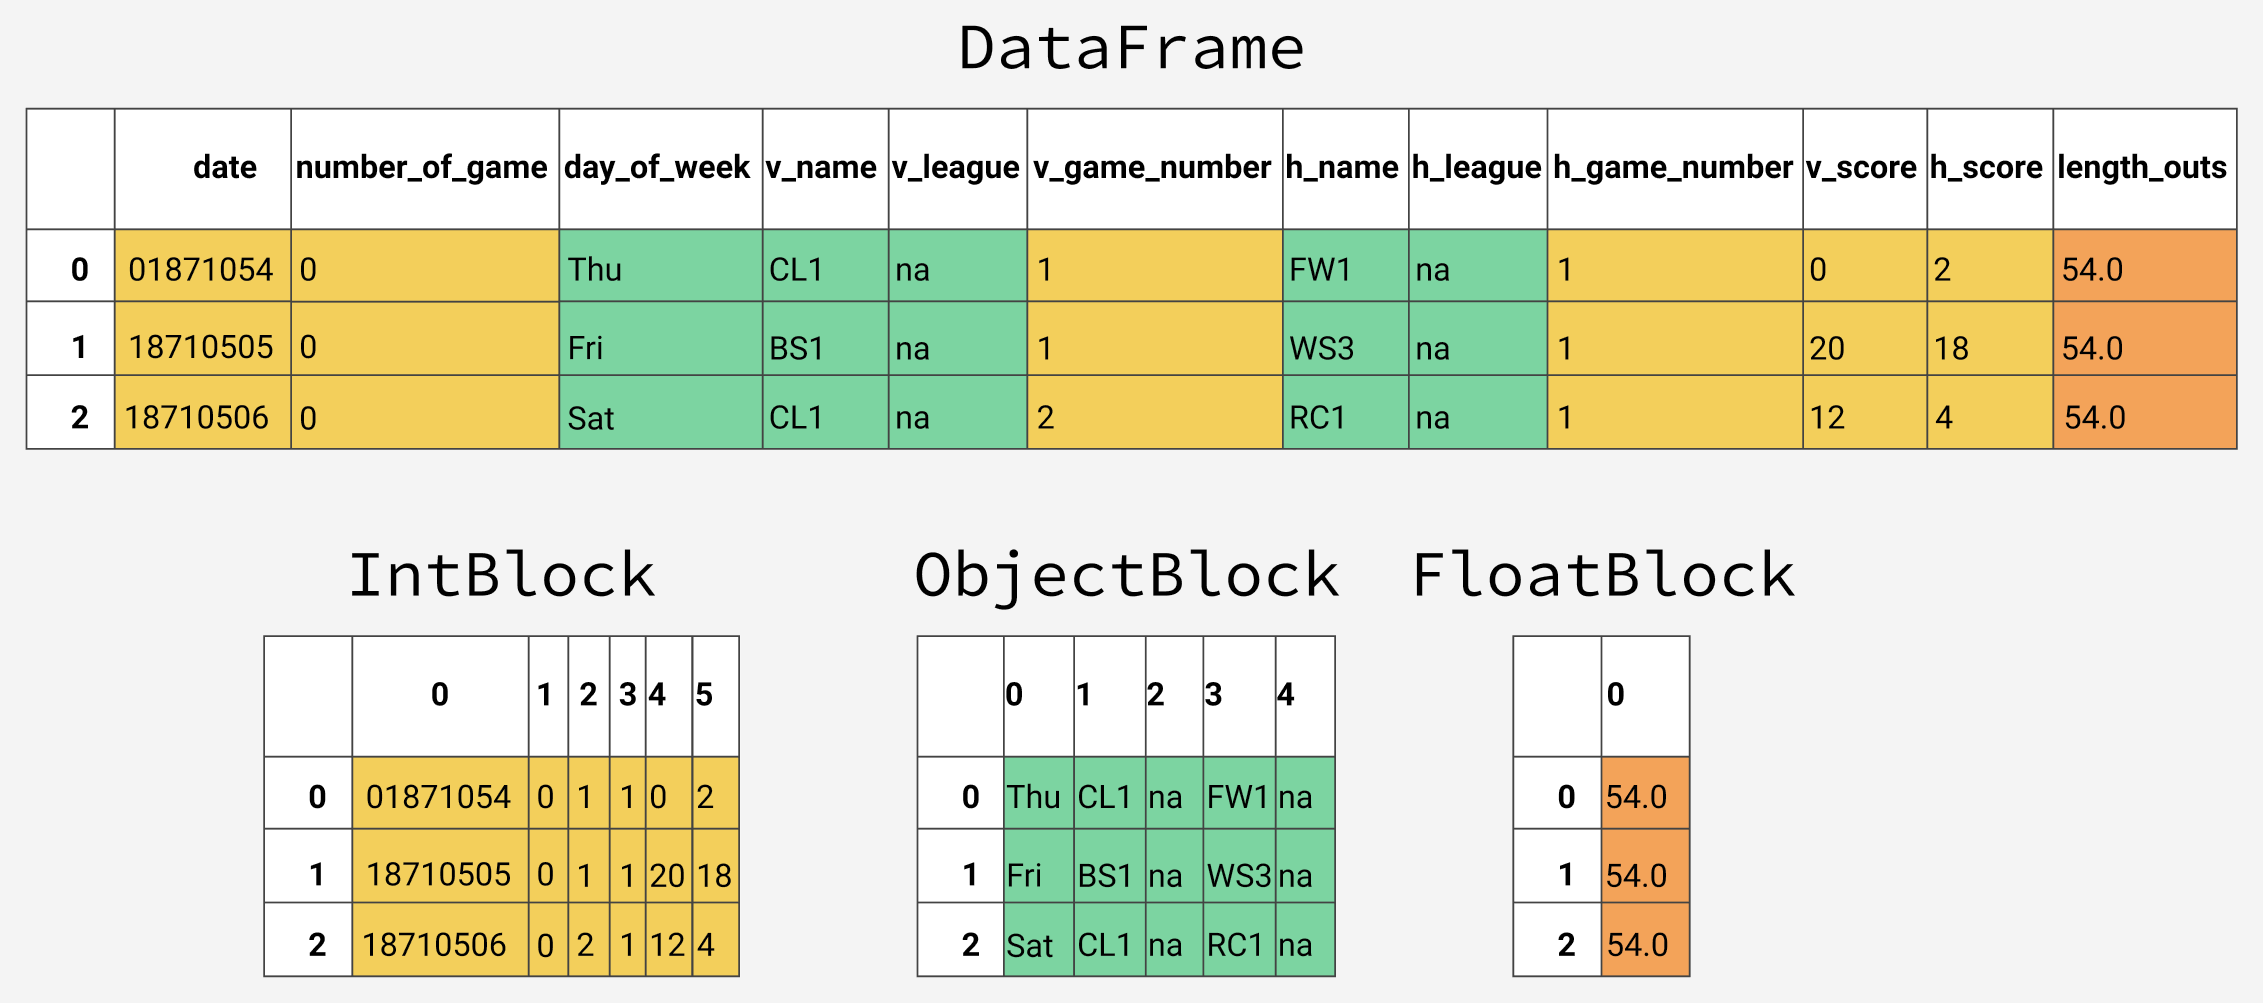 DataFrame
date number_of_game day_of_week v_name v_league v_game_number h_name h_league h_game_number v_score h_score length_outs
0 01871054 0 Thu CL1 na 1 FW1 na 1 0 2 54.0
1 18710505 0 Fri BS1 na 1 WS3 na 1 20 18 54.0
2 18710506 0 Sat CL1 na 2 RC1 na 1 12 4 54.0
IntBlock
0 1 2 3 4 5
0 01871054 0 1 1 0 2
1 18710505 0 1 1 20 18
2 18710506 0 2 1 12 4
ObjectBlock
0 1 2 3 4
0 Thu CL1 na FW1 na
1 Fri BS1 na WS3 na
2 Sat CL1 na RC1 na
FloatBlock
0
0 54.0
1 54.0
2 54.0